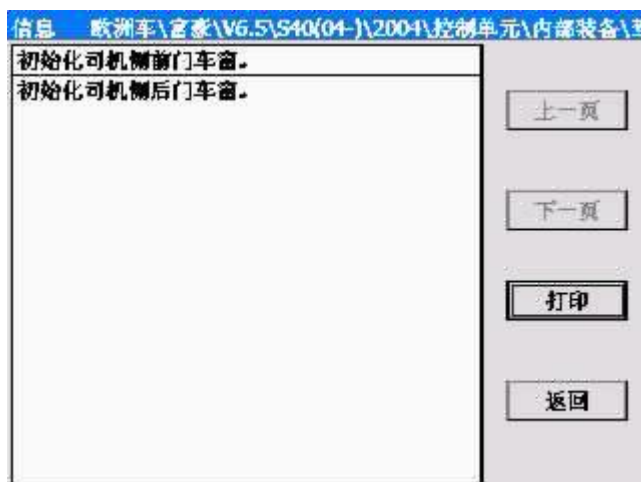 信息 欧洲车\富豪\V6.5\S40(04-)\2004\控制单元\内部装备\
初始化司机侧前门车窗。
初始化司机侧后门车窗。
上一页
下一页
打印
返回